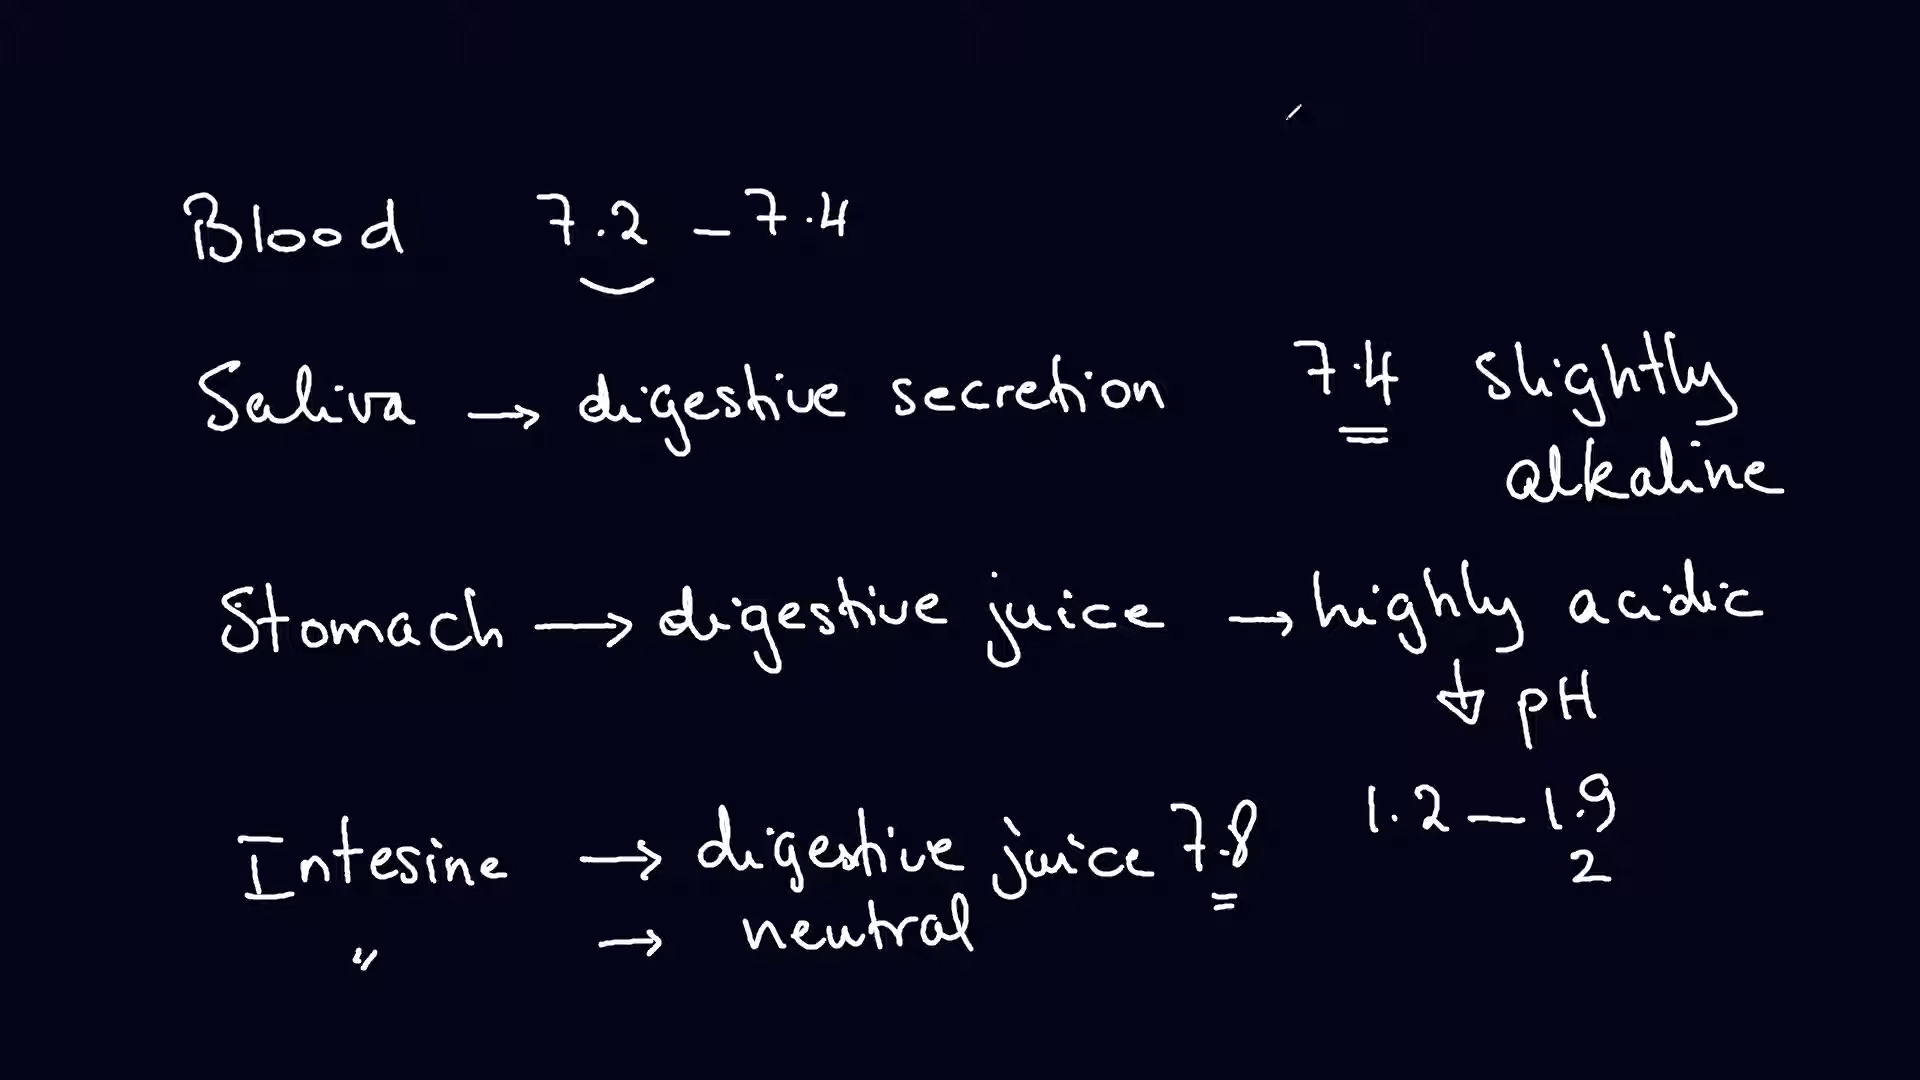 Blood 7.2 - 7.4
Saliva → digestive secretion 7.4 slightly
alkaline
Stomach → digestive juice → highly acidic
↓ pH
Intesine → digestive juice 7.8 1.2 - 1.9
2
" → neutral